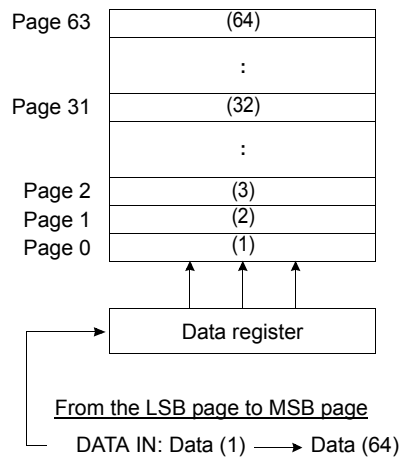 Page 63 (64)
:
Page 31 (32)
:
Page 2 (3)
Page 1 (2)
Page 0 (1)
Data register
From the LSB page to MSB page
DATA IN: Data (1) Data (64)